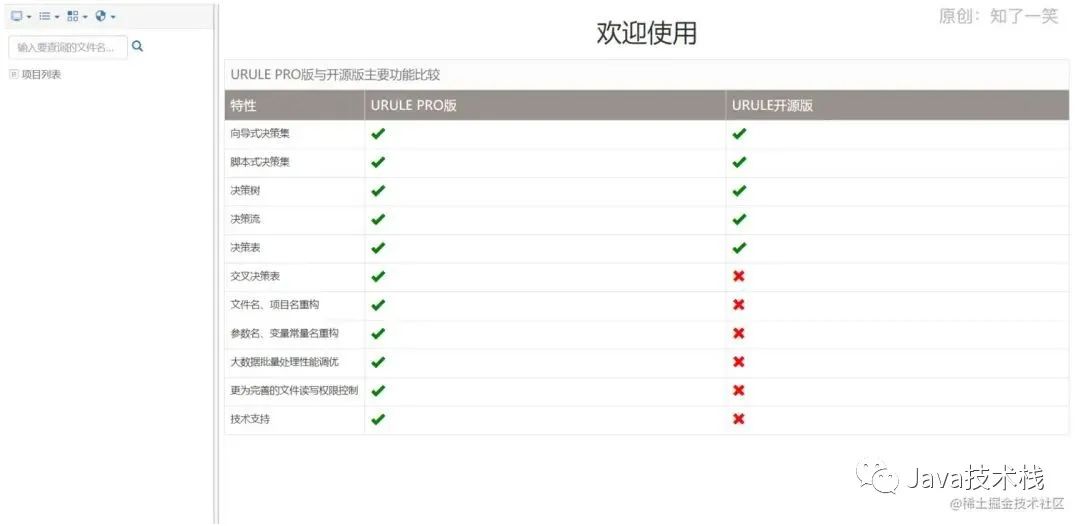 原创：知了一笑
欢迎使用
输入要查询的文件名...
项目列表
URULE PRO版与开源版主要功能比较
特性 URULE PRO版 URULE开源版
向导式决策集
脚本式决策集
决策树
决策流
决策表
交叉决策表
文件名、项目名重构
参数名、变量常量名重构
大数据批量处理性能调优
更为完善的文件读写权限控制
技术支持
Java技术栈
@稀土掘金技术社区